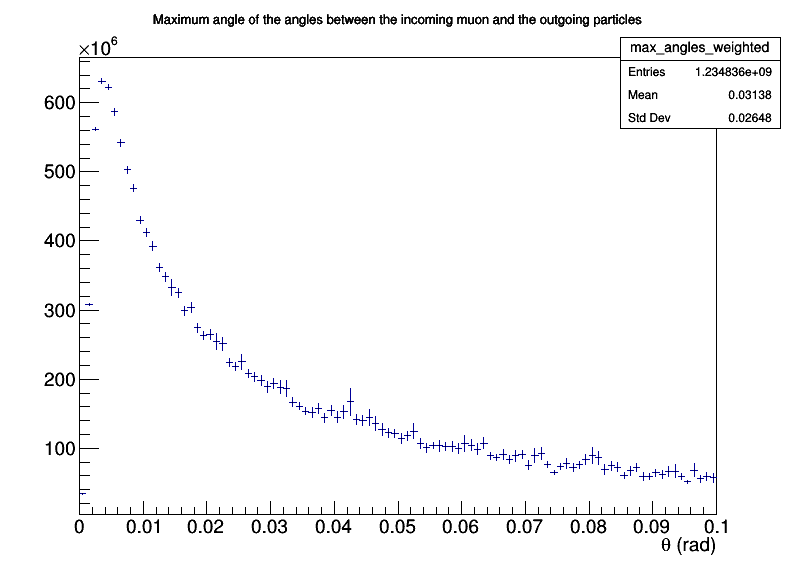 Maximum angle of the angles between the incoming muon and the outgoing particles
×10⁶
max_angles_weighted
Entries 1.234836e+09
Mean 0.03138
Std Dev 0.02648
600
500
400
300
200
100
0 0.01 0.02 0.03 0.04 0.05 0.06 0.07 0.08 0.09 0.1
θ (rad)